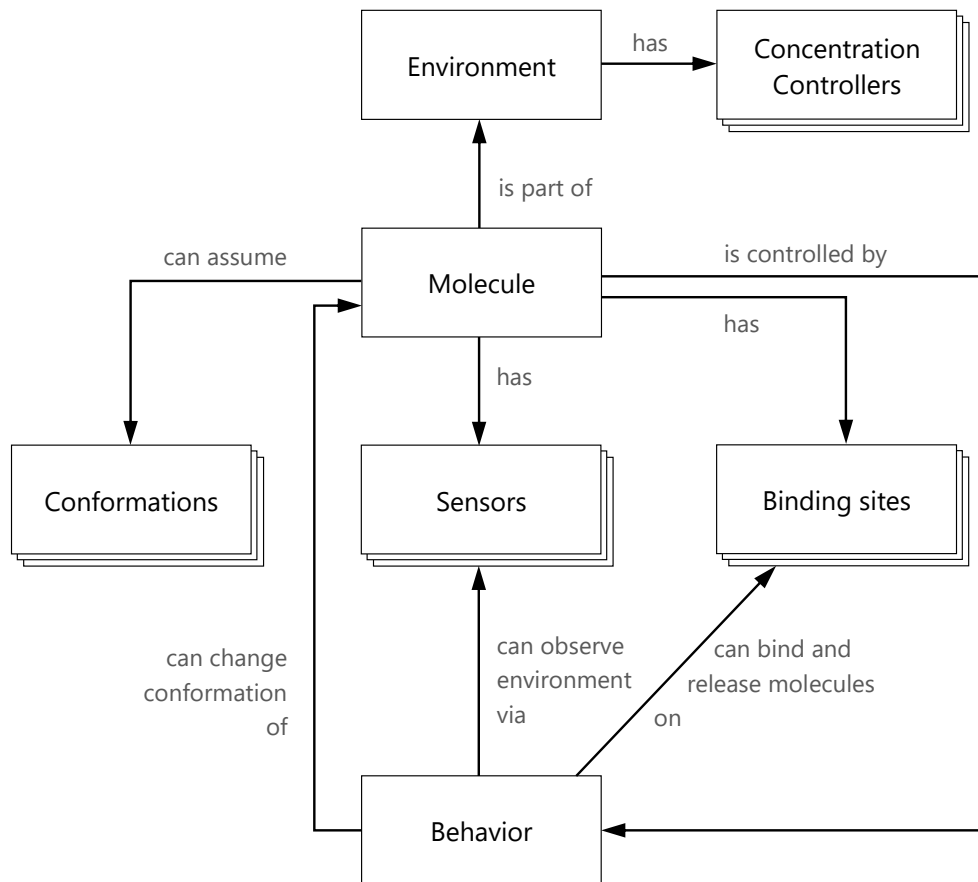 has
Environment
Concentration
Controllers
is part of
can assume
is controlled by
Molecule
has
has
Conformations
Sensors
Binding sites
can change
conformation
of
can observe
environment
via
can bind and
release molecules
on
Behavior